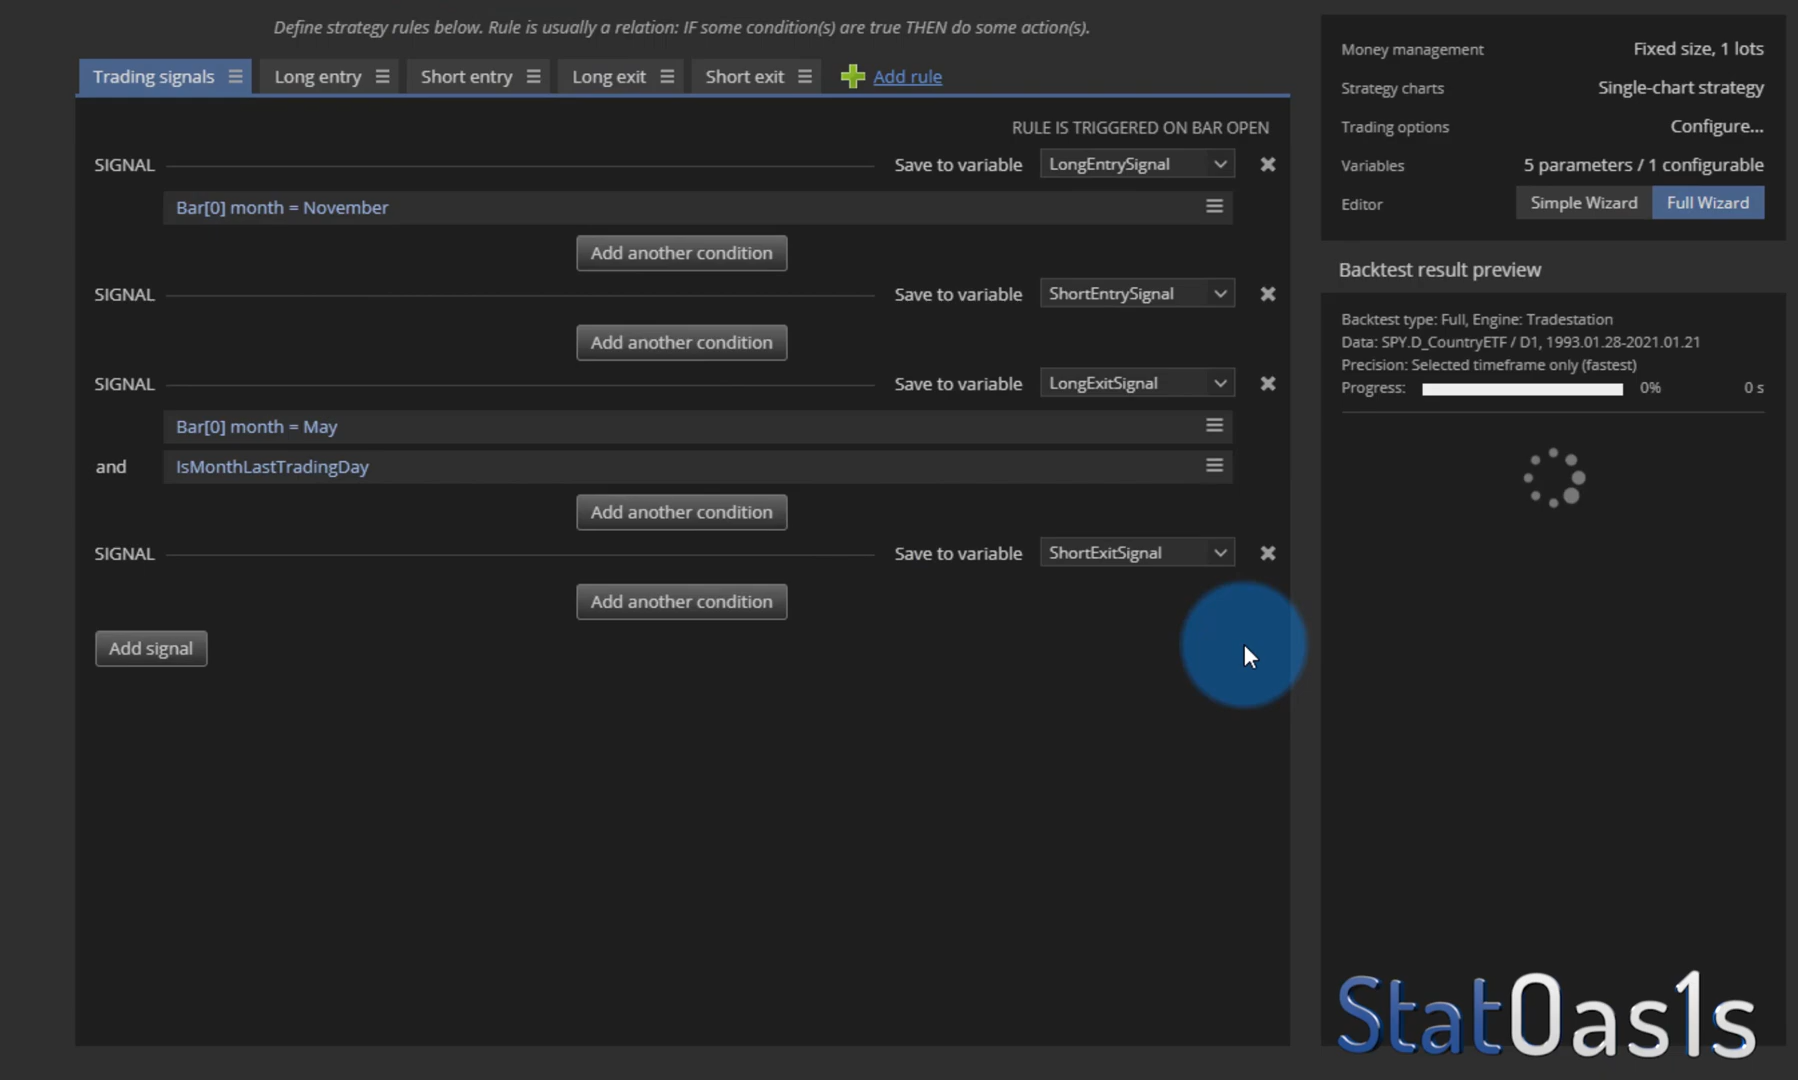 Define strategy rules below. Rule is usually a relation: IF some condition(s) are true THEN do some action(s).
Trading signals
Long entry
Short entry
Long exit
Short exit
Add rule
RULE IS TRIGGERED ON BAR OPEN
SIGNAL
Save to variable
LongEntrySignal
Bar[0] month = November
Add another condition
SIGNAL
Save to variable
ShortEntrySignal
Add another condition
SIGNAL
Save to variable
LongExitSignal
Bar[0] month = May
and
IsMonthLastTradingDay
Add another condition
SIGNAL
Save to variable
ShortExitSignal
Add another condition
Add signal
Money management
Fixed size, 1 lots
Strategy charts
Single-chart strategy
Trading options
Configure...
Variables
5 parameters / 1 configurable
Editor
Simple Wizard
Full Wizard
Backtest result preview
Backtest type: Full, Engine: Tradestation
Data: SPY.D_CountryETF / D1, 1993.01.28-2021.01.21
Precision: Selected timeframe only (fastest)
Progress:
0%
0 s
StatOas1s